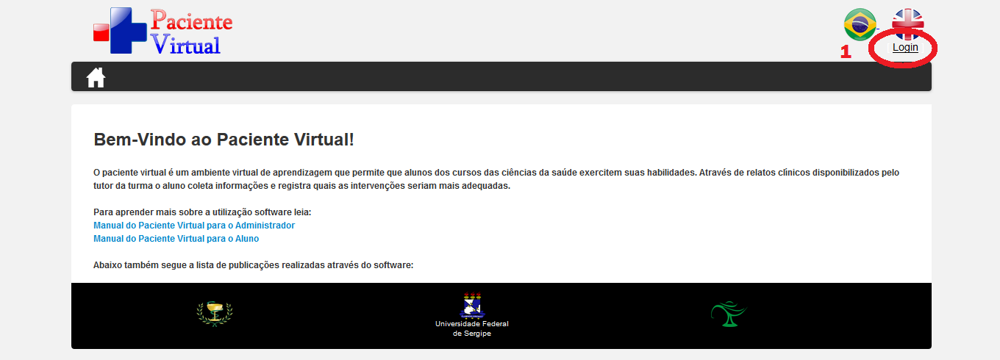 Paciente
Virtual
1
Login
Bem-Vindo ao Paciente Virtual!
O paciente virtual é um ambiente virtual de aprendizagem que permite que alunos dos cursos das ciências da saúde exercitem suas habilidades. Através de relatos clínicos disponibilizados pelo
tutor da turma o aluno coleta informações e registra quais as intervenções seriam mais adequadas.
Para aprender mais sobre a utilização software leia:
Manual do Paciente Virtual para o Administrador
Manual do Paciente Virtual para o Aluno
Abaixo também segue a lista de publicações realizadas através do software:
Universidade Federal
de Sergipe